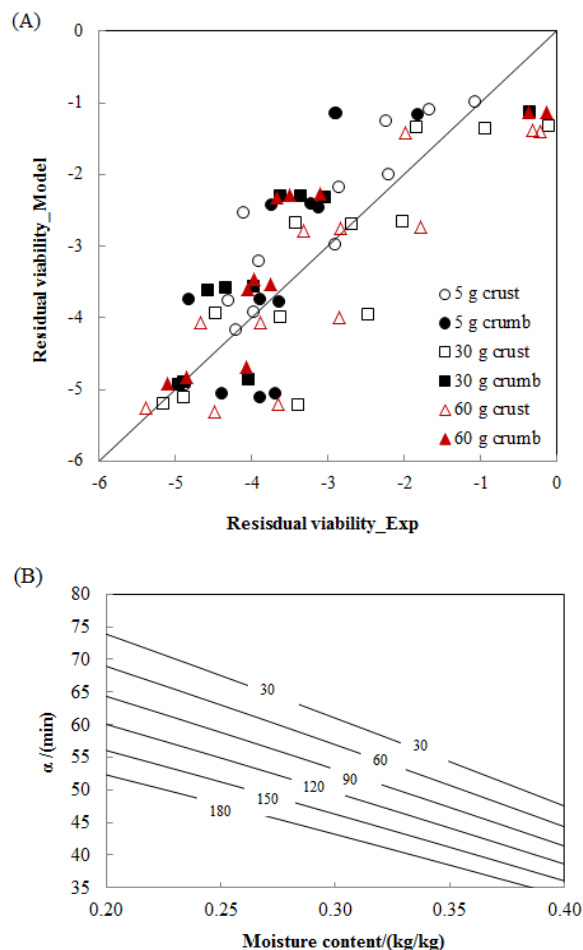 (A)
0
-1
-2
-3
-4
-5
-6
Residual viability_Model
5 g crust
5 g crumb
30 g crust
30 g crumb
60 g crust
60 g crumb
-6 -5 -4 -3 -2 -1 0
Resisdual viability_Exp
(B)
80
75
70
65
60
55
50
45
40
35
α /(min)
30 30
60
90
120
150
180
0.20 0.25 0.30 0.35 0.40
Moisture content/(kg/kg)